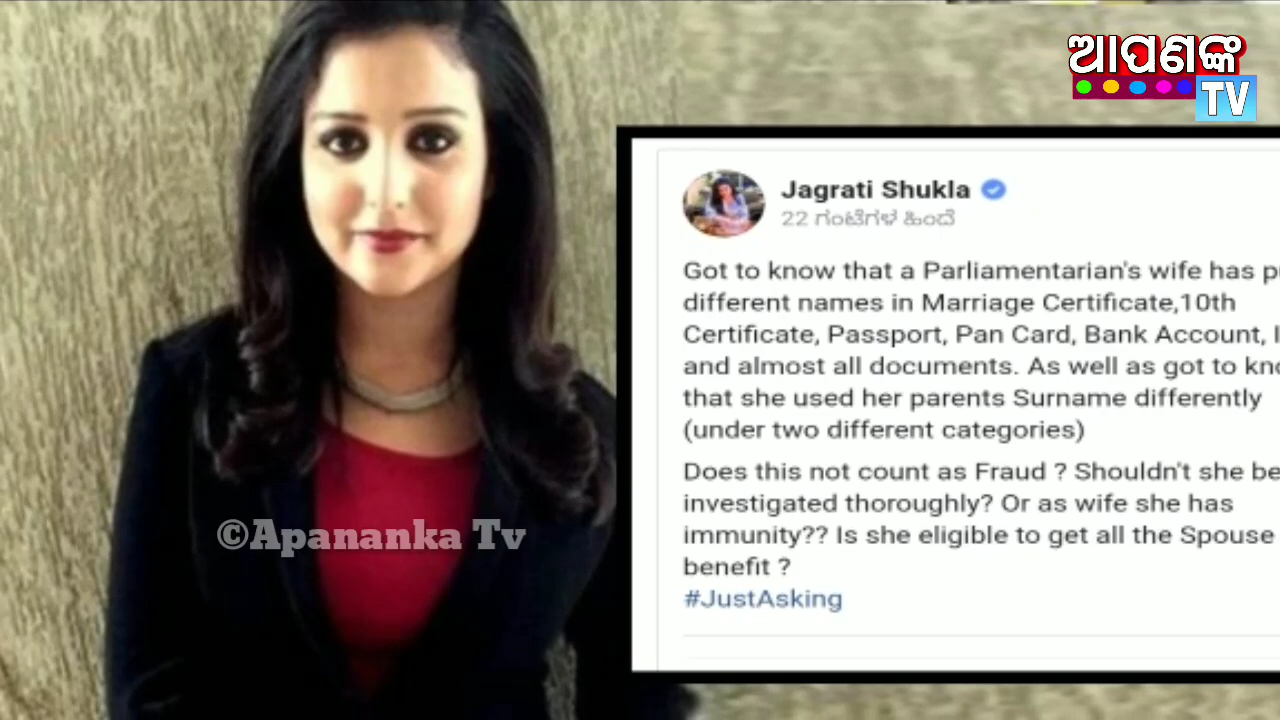 ଆପଣଙ୍କ
TV
Jagrati Shukla
22 ಗಂಟೆಗಳ ಹಿಂದೆ
Got to know that a Parliamentarian's wife has
different names in Marriage Certificate,10th
Certificate, Passport, Pan Card, Bank Account,
and almost all documents. As well as got to
that she used her parents Surname differently
(under two different categories)
Does this not count as Fraud ? Shouldn't she be
investigated thoroughly? Or as wife she has
immunity?? Is she eligible to get all the Spouse
benefit ?
#JustAsking
©Apananka Tv